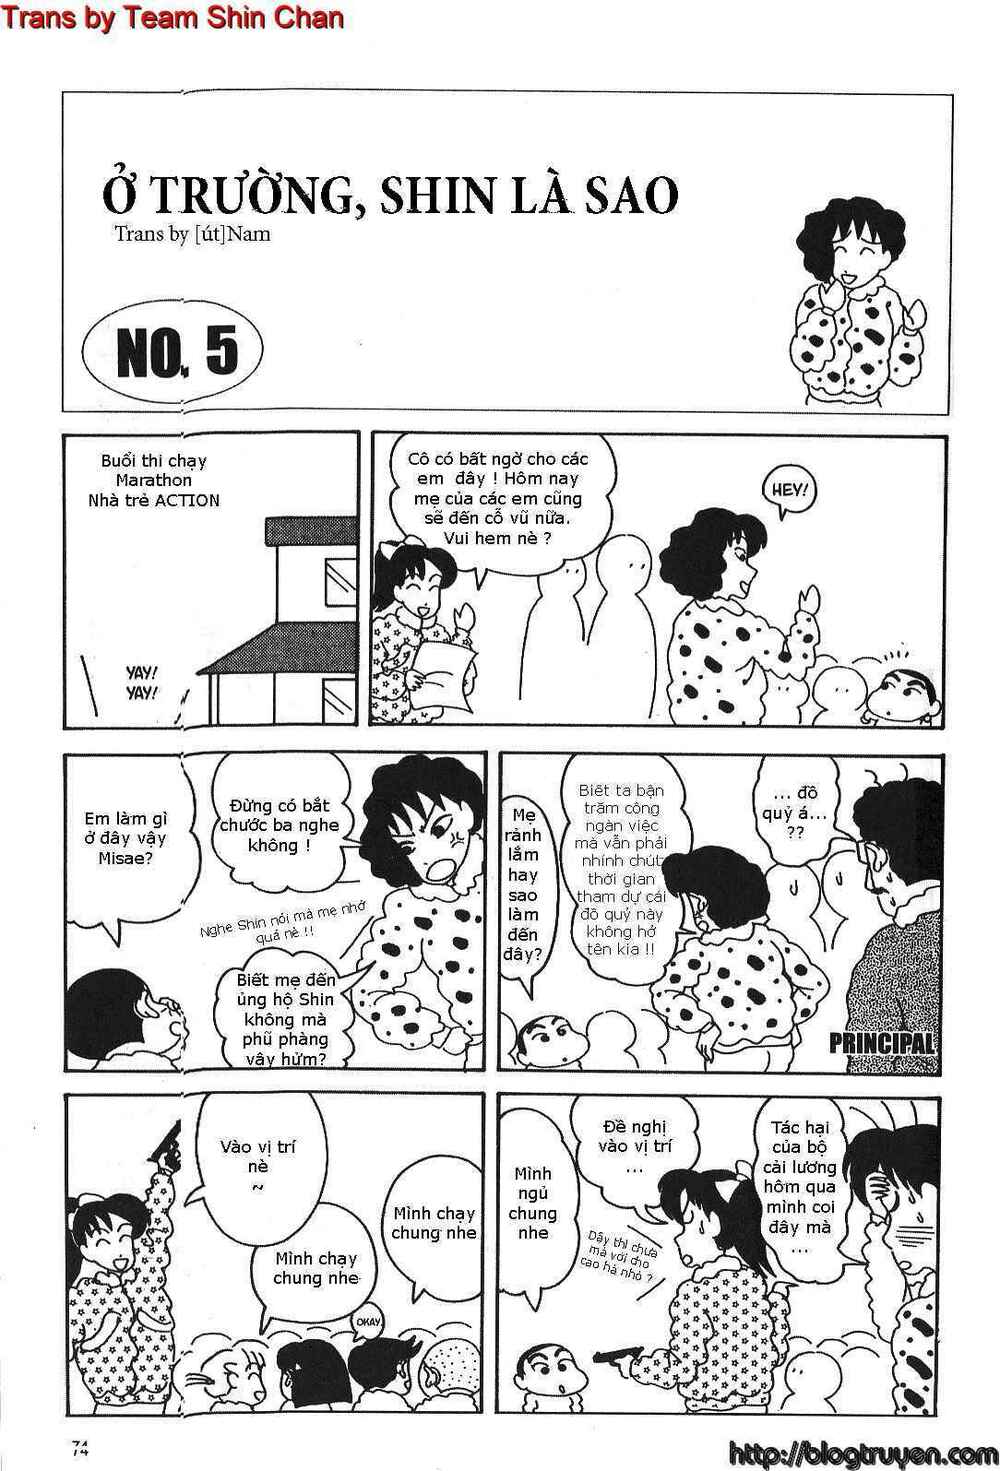 Trans by Team Shin Chan
Ở TRƯỜNG, SHIN LÀ SAO
Trans by [út]Nam
NO. 5
Buổi thi chạy
Marathon
Nhà trẻ ACTION
YAY!
YAY!
Cô có bất ngờ cho các
em đây ! Hôm nay
mẹ của các em cũng
sẽ đến cỗ vũ nữa.
Vui hem nè ?
HEY!
Em làm gì
ở đây vậy
Misae?
Đừng có bắt
chước ba nghe
không !
Nghe Shin nói mà mẹ nhớ
quá nè !!
Biết mẹ đến
ủng hộ Shin
không mà
phũ phàng
vậy hửm?
Mẹ
rảnh
lắm
hay
sao
làm
đến
đây?
Biết ta bận
trăm công
ngàn việc
mà vẫn phải
nhính chút
thời gian
tham dự cái
đồ quỷ này
không hở
tên kia !!
... đồ
quỷ á...
??
PRINCIPAL
Vào vị trí
nè
~
Mình chạy
chung nhe
Mình chạy
chung nhe
OKAY.
Mình
ngủ
chung
nhe
Đề nghị
vào vị trí
...
Dậy thì chưa
mà với cho
cao hả nhỏ ?
Tác hại
của bộ
cải lương
hôm qua
mình coi
đây mà
...
74
http://blogtruyen.com